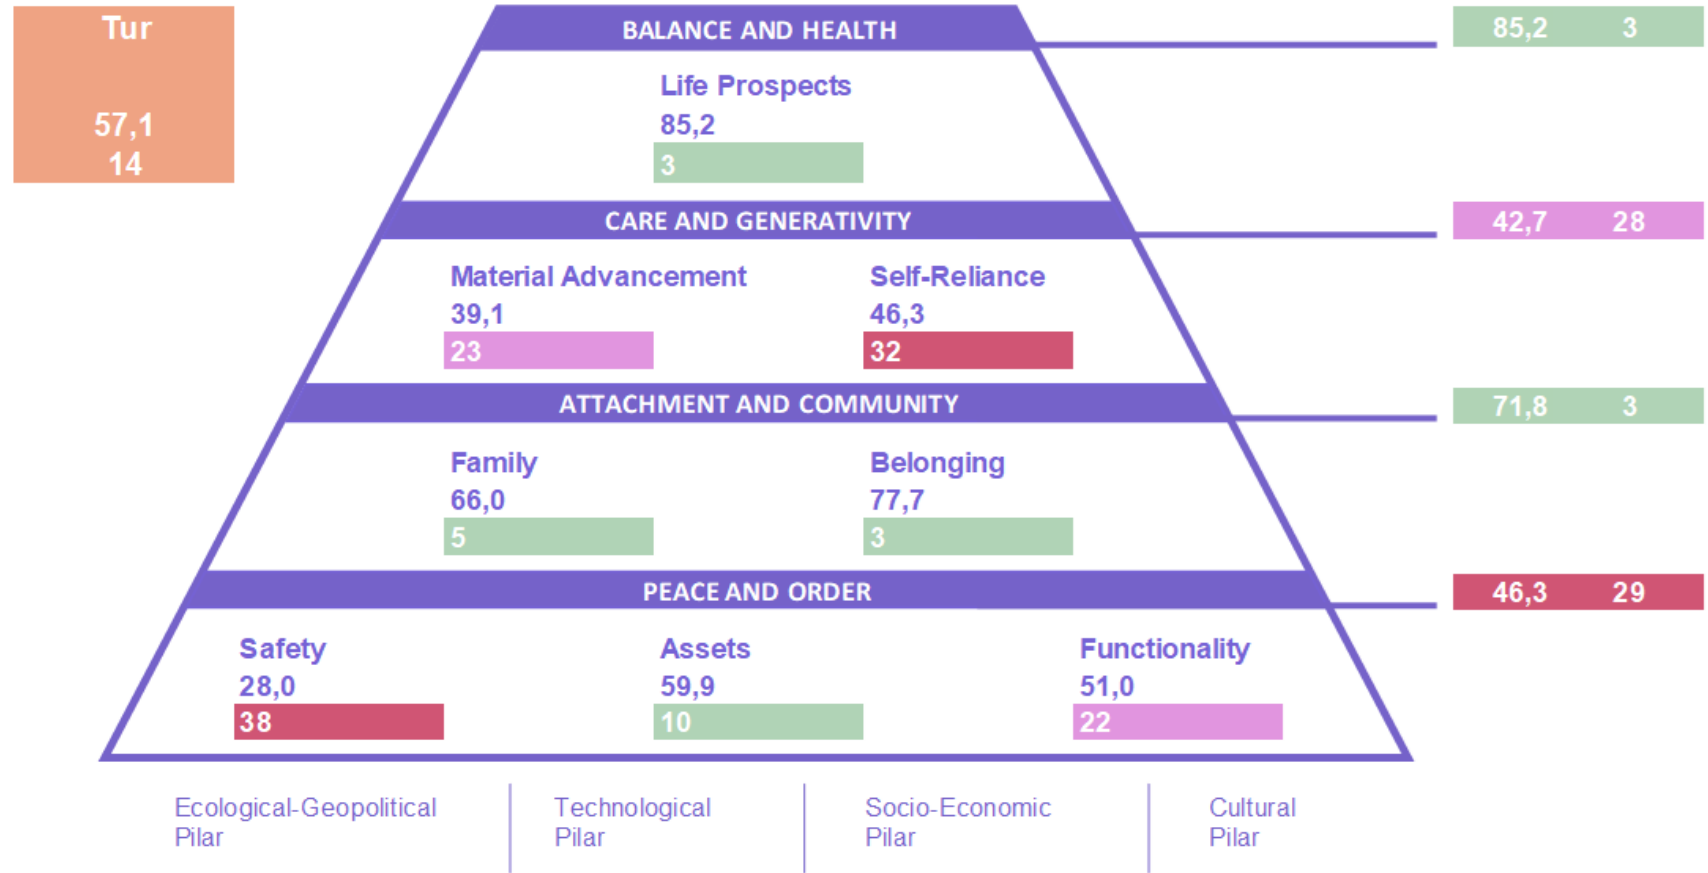 Tur
57,1
14
BALANCE AND HEALTH
85,2 3
Life Prospects
85,2
3
CARE AND GENERATIVITY
42,7 28
Material Advancement
39,1
23
Self-Reliance
46,3
32
ATTACHMENT AND COMMUNITY
71,8 3
Family
66,0
5
Belonging
77,7
3
PEACE AND ORDER
46,3 29
Safety
28,0
38
Assets
59,9
10
Functionality
51,0
22
Ecological-Geopolitical
Pilar
Technological
Pilar
Socio-Economic
Pilar
Cultural
Pilar